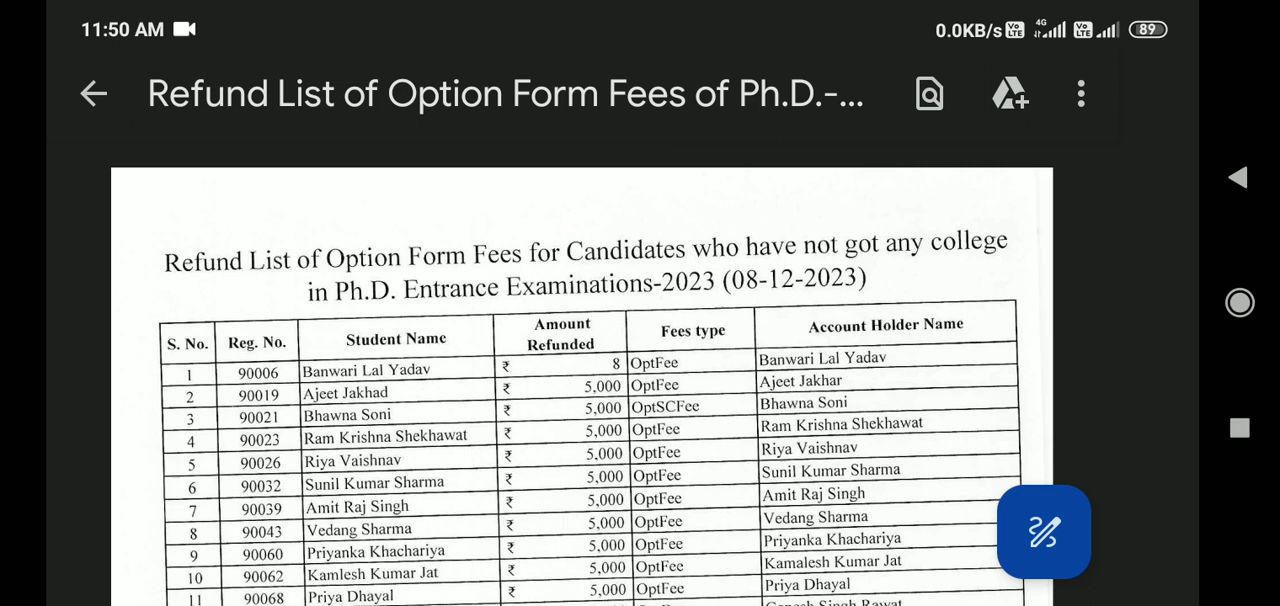 11:50 AM 0.0KB/s Vo LTE 4G Vo LTE 89
Refund List of Option Form Fees of Ph.D.-...
Refund List of Option Form Fees for Candidates who have not got any college
in Ph.D. Entrance Examinations-2023 (08-12-2023)
S. No. Reg. No. Student Name Amount Refunded Fees type Account Holder Name
1 90006 Banwari Lal Yadav ₹ 8 OptFee Banwari Lal Yadav
2 90019 Ajeet Jakhad ₹ 5,000 OptFee Ajeet Jakhar
3 90021 Bhawna Soni ₹ 5,000 OptSCFee Bhawna Soni
4 90023 Ram Krishna Shekhawat ₹ 5,000 OptFee Ram Krishna Shekhawat
5 90026 Riya Vaishnav ₹ 5,000 OptFee Riya Vaishnav
6 90032 Sunil Kumar Sharma ₹ 5,000 OptFee Sunil Kumar Sharma
7 90039 Amit Raj Singh ₹ 5,000 OptFee Amit Raj Singh
8 90043 Vedang Sharma ₹ 5,000 OptFee Vedang Sharma
9 90060 Priyanka Khachariya ₹ 5,000 OptFee Priyanka Khachariya
10 90062 Kamlesh Kumar Jat ₹ 5,000 OptFee Kamalesh Kumar Jat
11 90068 Priya Dhayal ₹ 5,000 OptFee Priya Dhayal